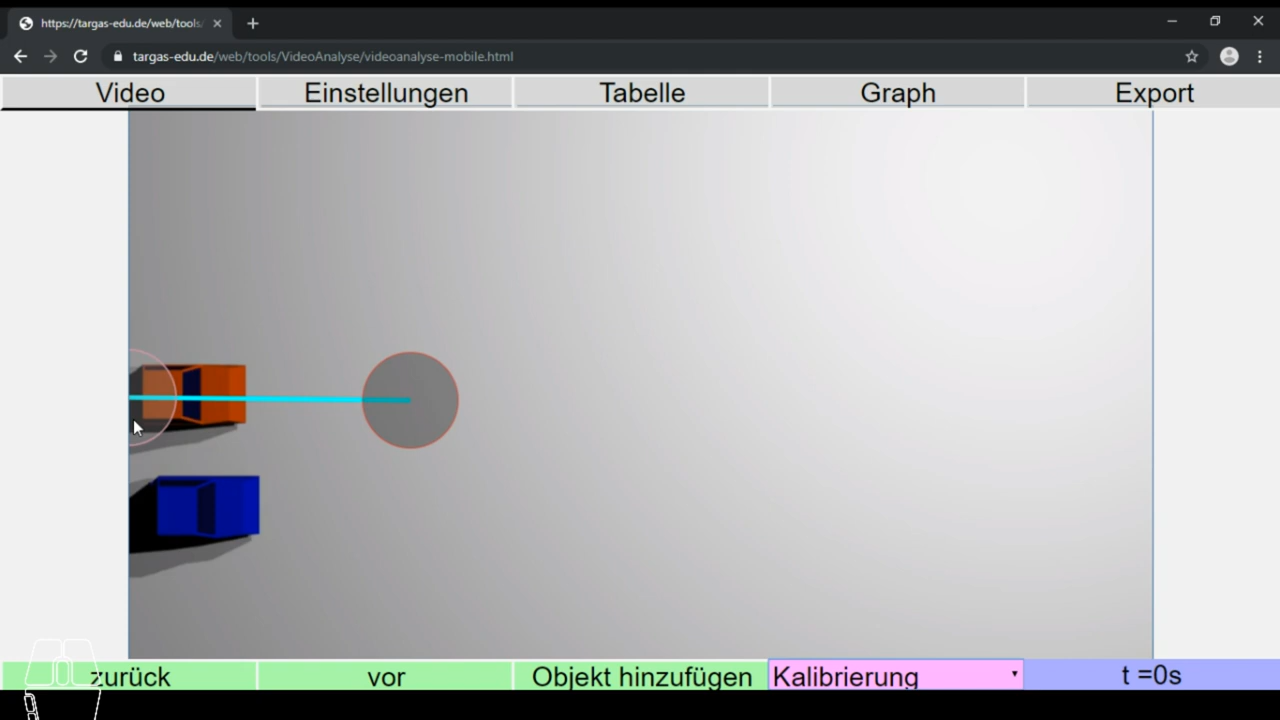 https://targas-edu.de/web/tools/
targas-edu.de/web/tools/VideoAnalyse/videoanalyse-mobile.html
Video Einstellungen Tabelle Graph Export
zurück vor Objekt hinzufügen Kalibrierung t =0s